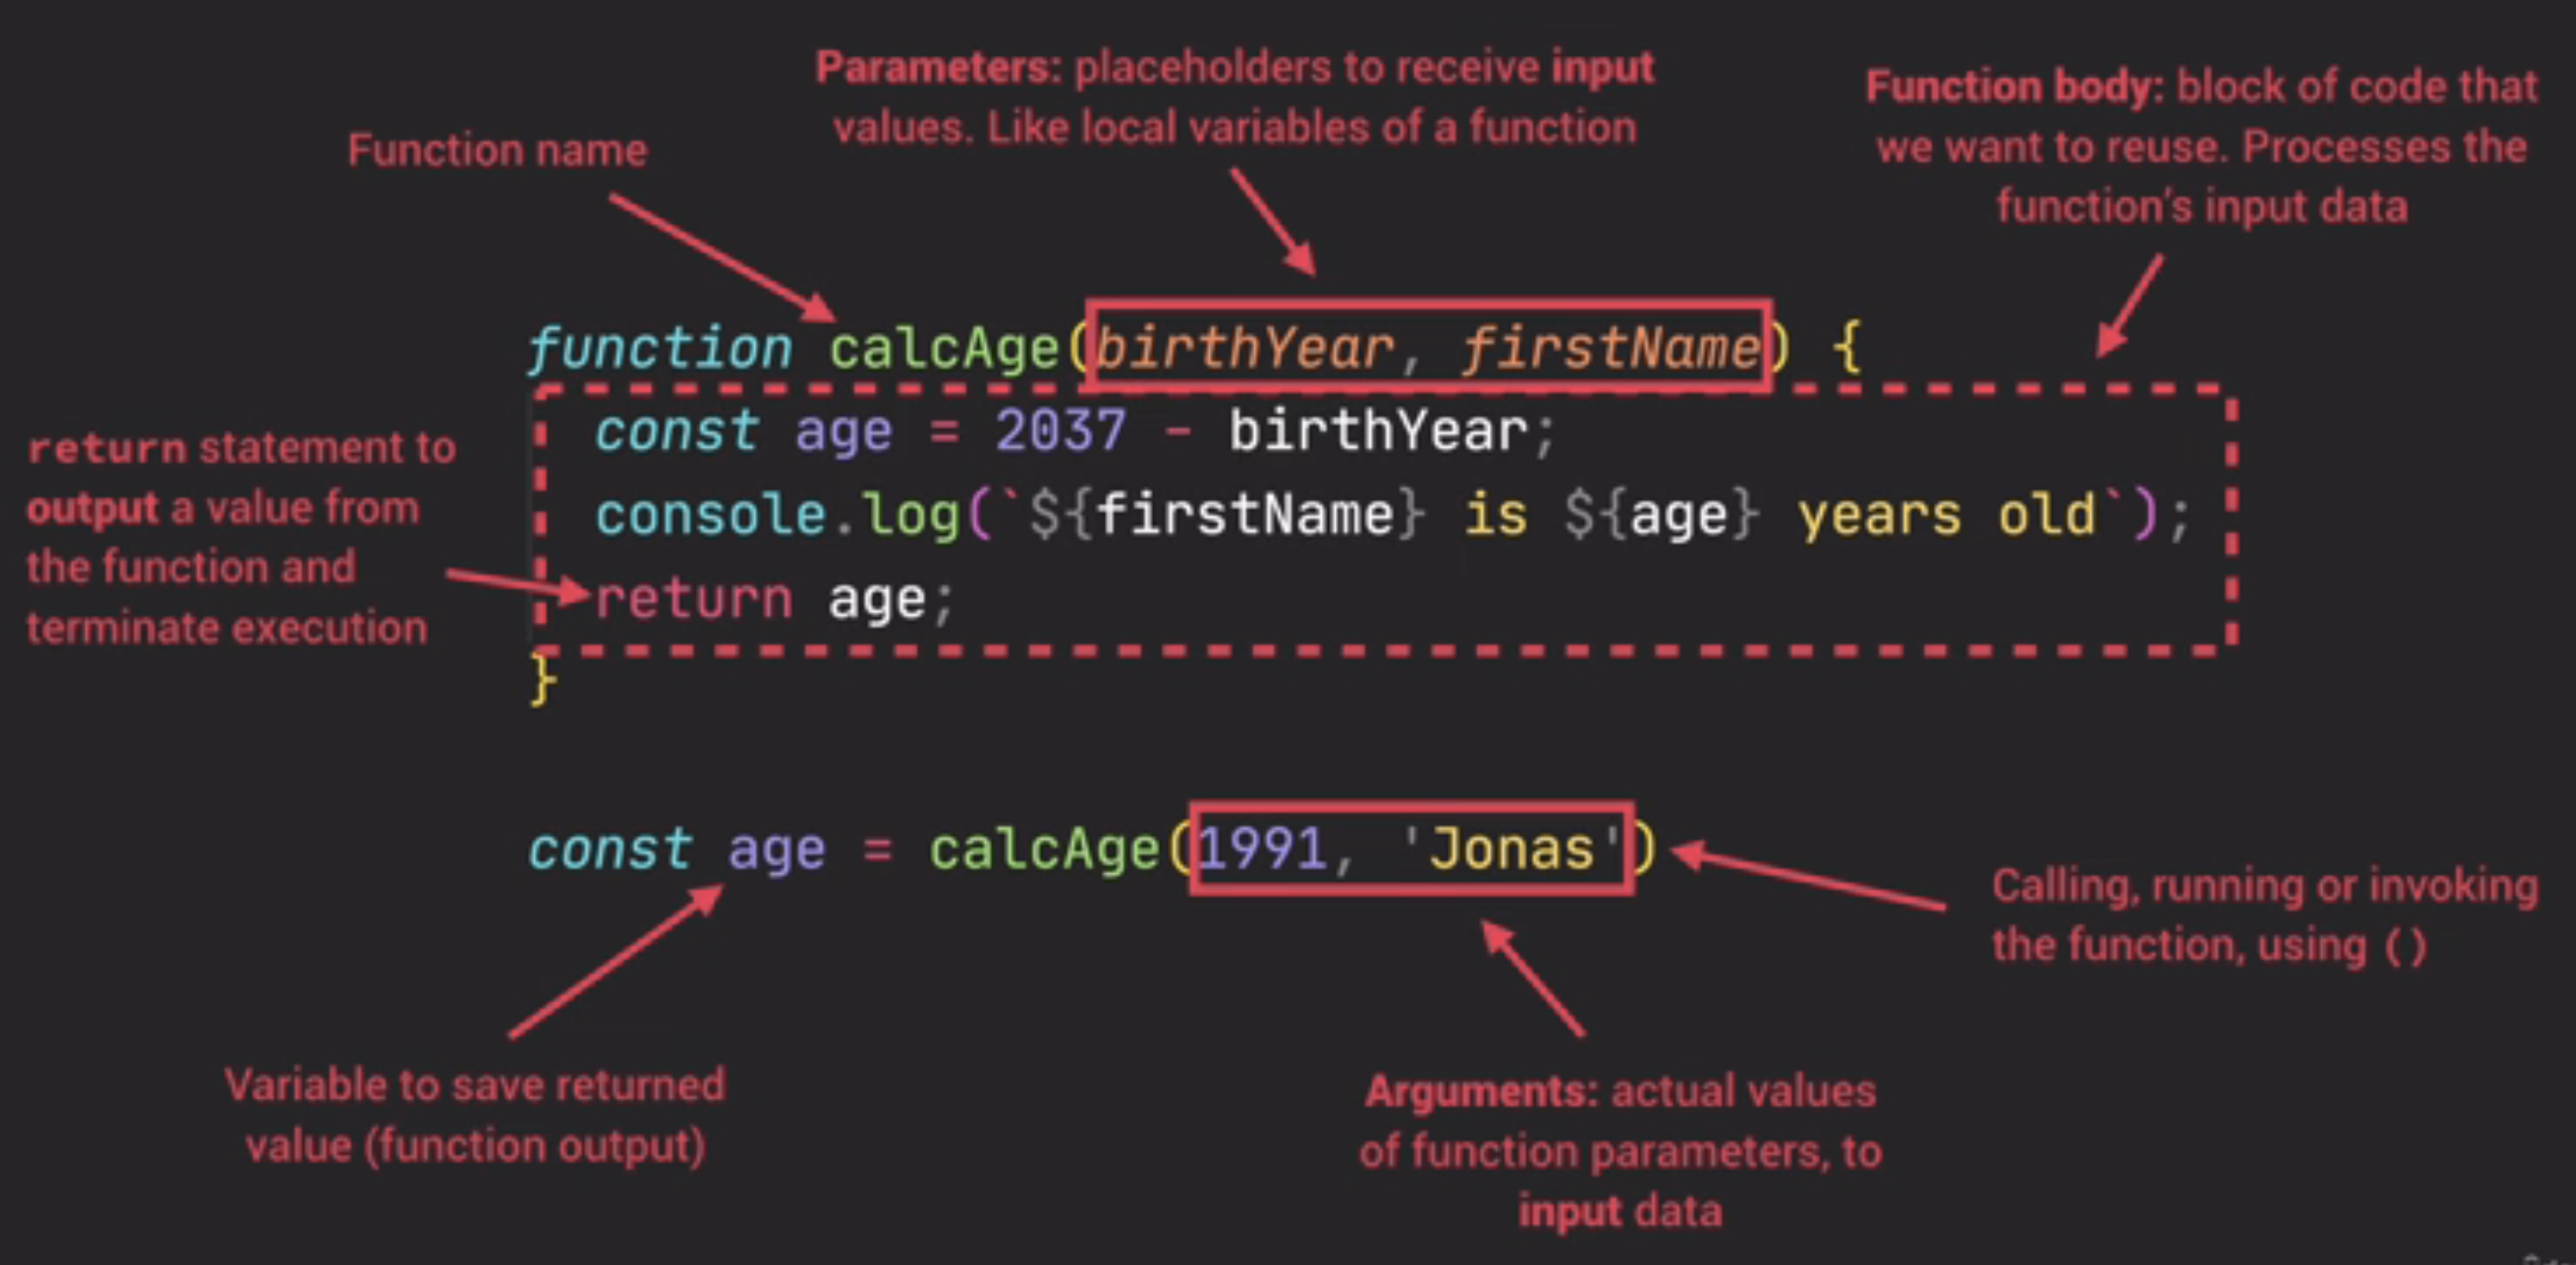 Parameters: placeholders to receive input
values. Like local variables of a function
Function body: block of code that
we want to reuse. Processes the
function's input data
Function name
function calcAge(birthYear, firstName) {
const age = 2037 - birthYear;
console.log(`${firstName} is ${age} years old`);
return age;
}
return statement to
output a value from
the function and
terminate execution
const age = calcAge(1991, 'Jonas')
Calling, running or invoking
the function, using ()
Variable to save returned
value (function output)
Arguments: actual values
of function parameters, to
input data